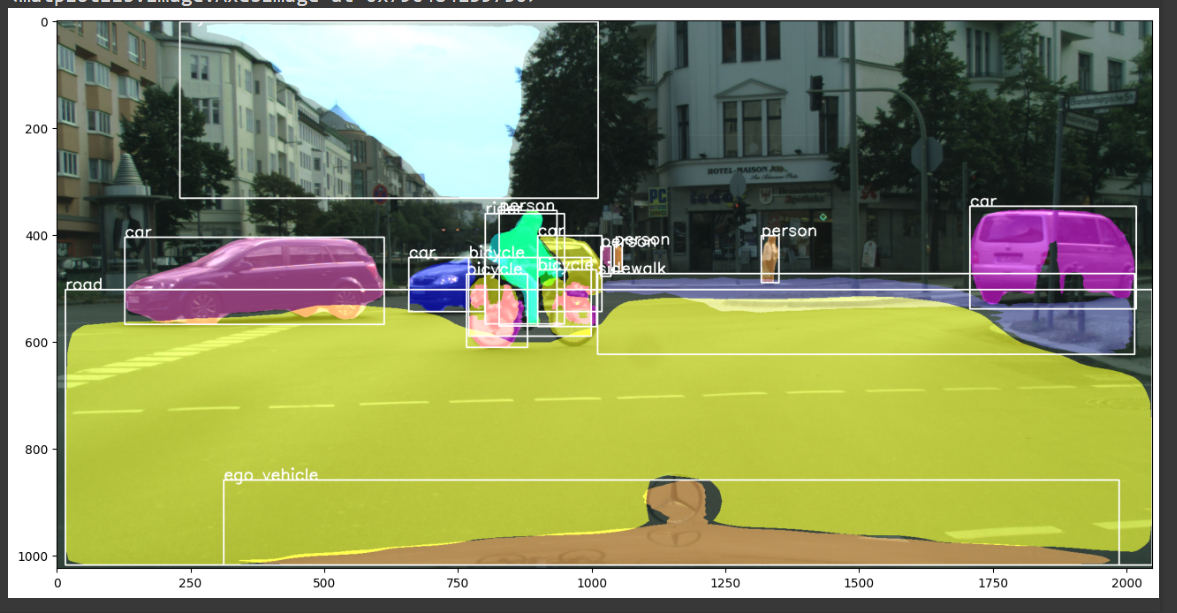 0
200
400
600
800
1000
HOTEL-MAISON
PC
car
car
person
car
person
person
car
bicycle
bicycle
bicycle
sidewalk
road
ego vehicle
0
250
500
750
1000
1250
1500
1750
2000